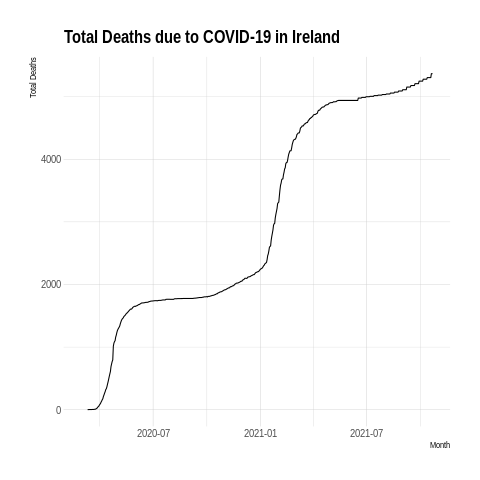 Total Deaths due to COVID-19 in Ireland
Total Deaths
4000
2000
0
2020-07
2021-01
2021-07
Month